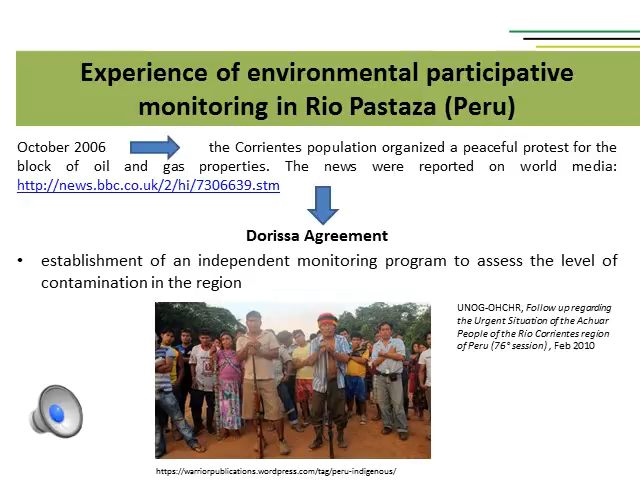 Experience of environmental participative
monitoring in Rio Pastaza (Peru)
October 2006 the Corrientes population organized a peaceful protest for the
block of oil and gas properties. The news were reported on world media:
http://news.bbc.co.uk/2/hi/7306639.stm
Dorissa Agreement
• establishment of an independent monitoring program to assess the level of
contamination in the region
UNOG-OHCHR, Follow up regarding
the Urgent Situation of the Achuar
People of the Rio Corrientes region
of Peru (76° session) , Feb 2010
https://warriorpublications.wordpress.com/tag/peru-indigenous/